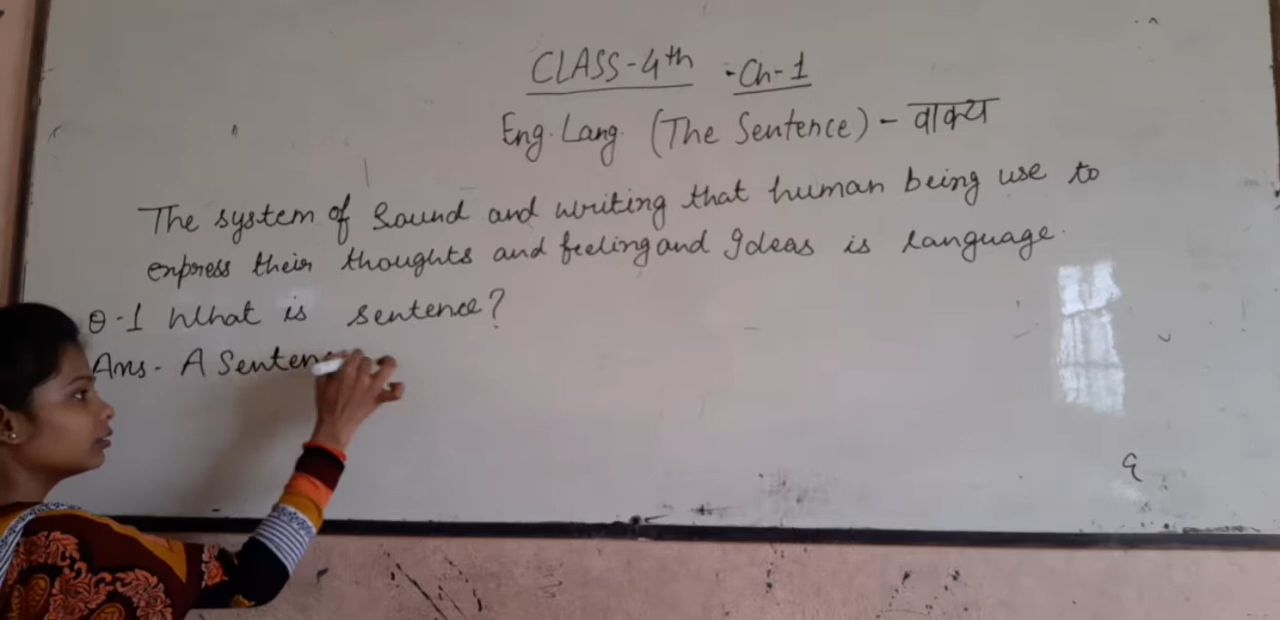 CLASS-4th -Ch-1
Eng. Lang. (The Sentence) - वाक्य
The system of Sound and writing that human being use to
express their thoughts and feeling and Ideas is language.
Q-1 What is sentence?
Ans- A Senten